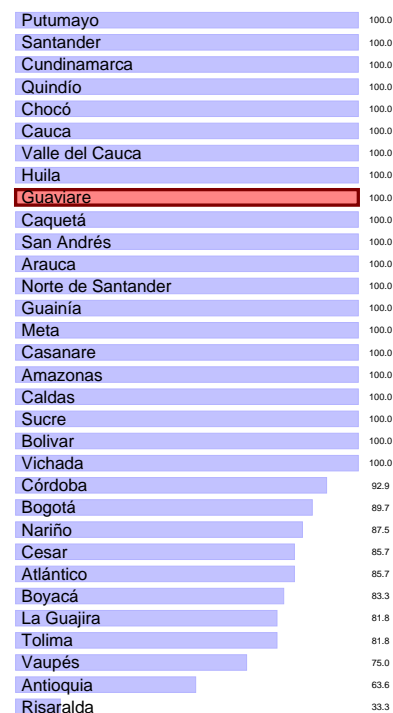 Putumayo 100.0
Santander 100.0
Cundinamarca 100.0
Quindío 100.0
Chocó 100.0
Cauca 100.0
Valle del Cauca 100.0
Huila 100.0
Guaviare 100.0
Caquetá 100.0
San Andrés 100.0
Arauca 100.0
Norte de Santander 100.0
Guainía 100.0
Meta 100.0
Casanare 100.0
Amazonas 100.0
Caldas 100.0
Sucre 100.0
Bolivar 100.0
Vichada 100.0
Córdoba 92.9
Bogotá 89.7
Nariño 87.5
Cesar 85.7
Atlántico 85.7
Boyacá 83.3
La Guajira 81.8
Tolima 81.8
Vaupés 75.0
Antioquia 63.6
Risaralda 33.3